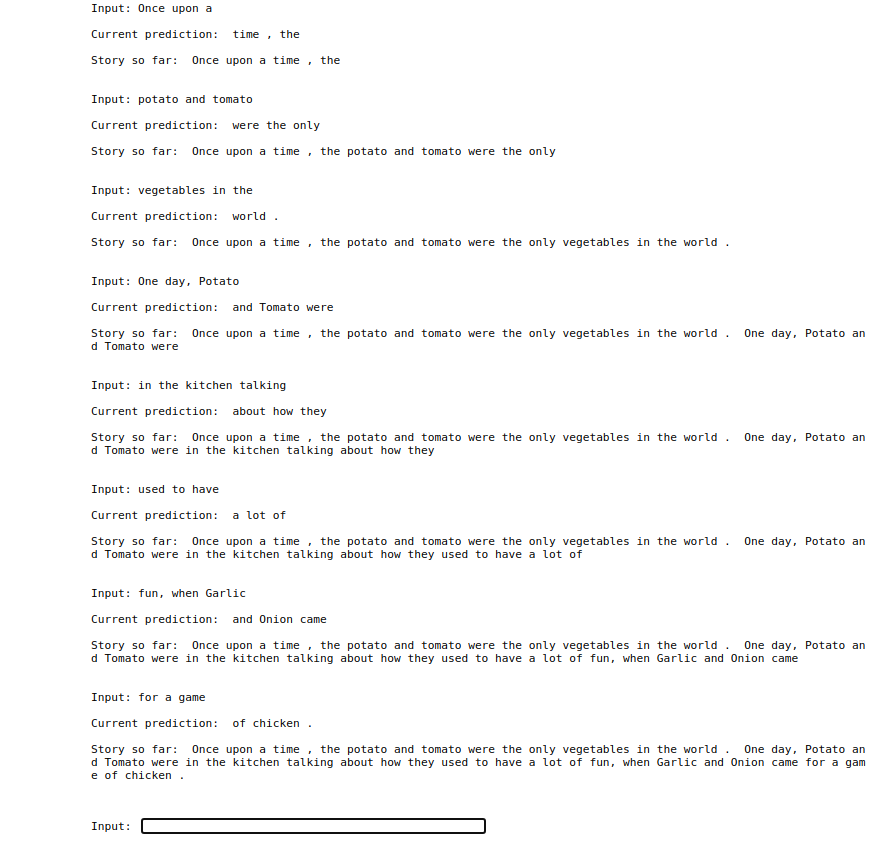 Input: Once upon a
Current prediction:  time , the
Story so far:  Once upon a time , the
Input: potato and tomato
Current prediction:  were the only
Story so far:  Once upon a time , the potato and tomato were the only
Input: vegetables in the
Current prediction:  world .
Story so far:  Once upon a time , the potato and tomato were the only vegetables in the world .
Input: One day, Potato
Current prediction:  and Tomato were
Story so far:  Once upon a time , the potato and tomato were the only vegetables in the world .  One day, Potato an
d Tomato were
Input: in the kitchen talking
Current prediction:  about how they
Story so far:  Once upon a time , the potato and tomato were the only vegetables in the world .  One day, Potato an
d Tomato were in the kitchen talking about how they
Input: used to have
Current prediction:  a lot of
Story so far:  Once upon a time , the potato and tomato were the only vegetables in the world .  One day, Potato an
d Tomato were in the kitchen talking about how they used to have a lot of
Input: fun, when Garlic
Current prediction:  and Onion came
Story so far:  Once upon a time , the potato and tomato were the only vegetables in the world .  One day, Potato an
d Tomato were in the kitchen talking about how they used to have a lot of fun, when Garlic and Onion came
Input: for a game
Current prediction:  of chicken .
Story so far:  Once upon a time , the potato and tomato were the only vegetables in the world .  One day, Potato an
d Tomato were in the kitchen talking about how they used to have a lot of fun, when Garlic and Onion came for a gam
e of chicken .
Input: